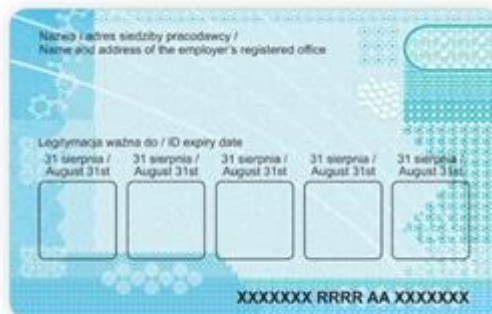 Nazwa i adres siedziby pracodawcy /
Name and address of the employer's registered office
Legitymacja ważna do / ID expiry date
31 sierpnia / 31 sierpnia / 31 sierpnia / 31 sierpnia / 31 sierpnia /
August 31st August 31st August 31st August 31st August 31st
XXXXXXX RRRR AA XXXXXXX